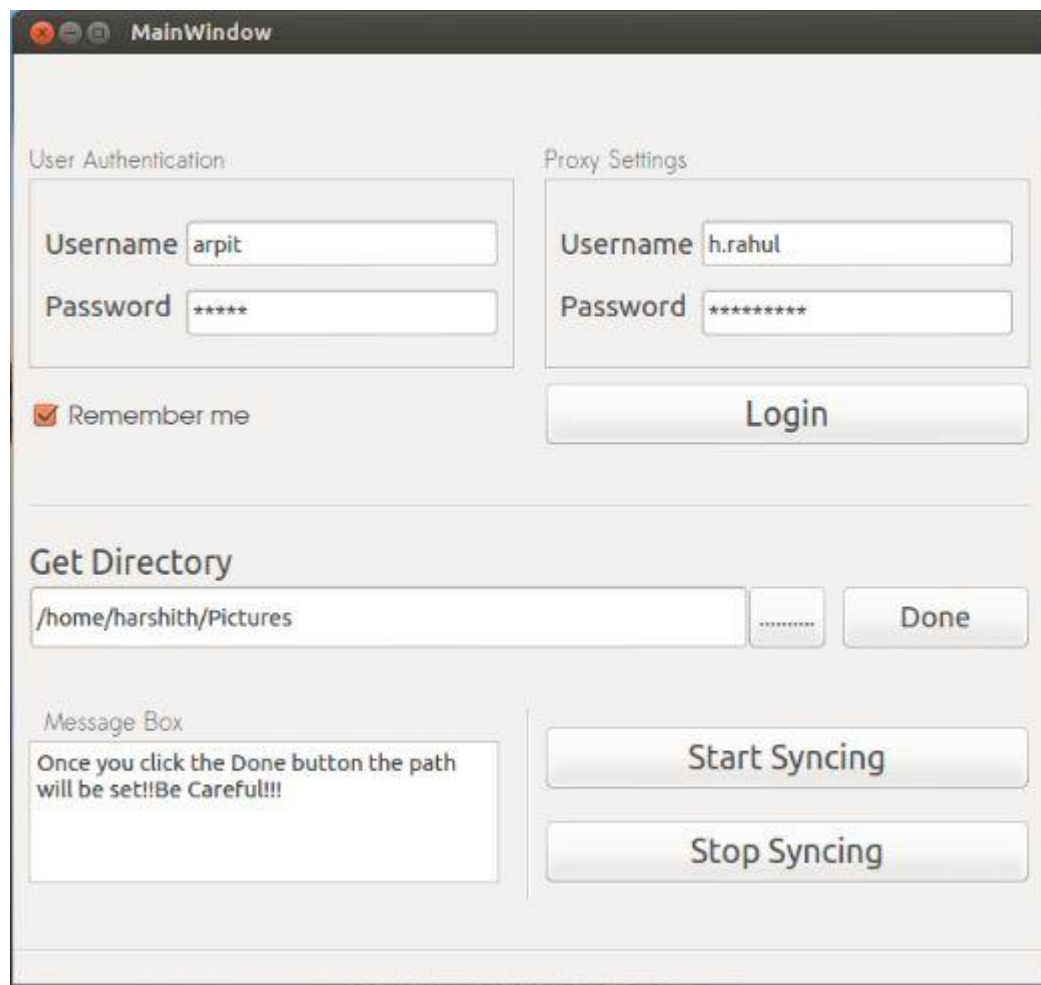 MainWindow
User Authentication
Username arpit
Password *****
Proxy Settings
Username h.rahul
Password *********
Remember me
Login
Get Directory
/home/harshith/Pictures
..........
Done
Message Box
Once you click the Done button the path
will be set!!Be Careful!!!
Start Syncing
Stop Syncing